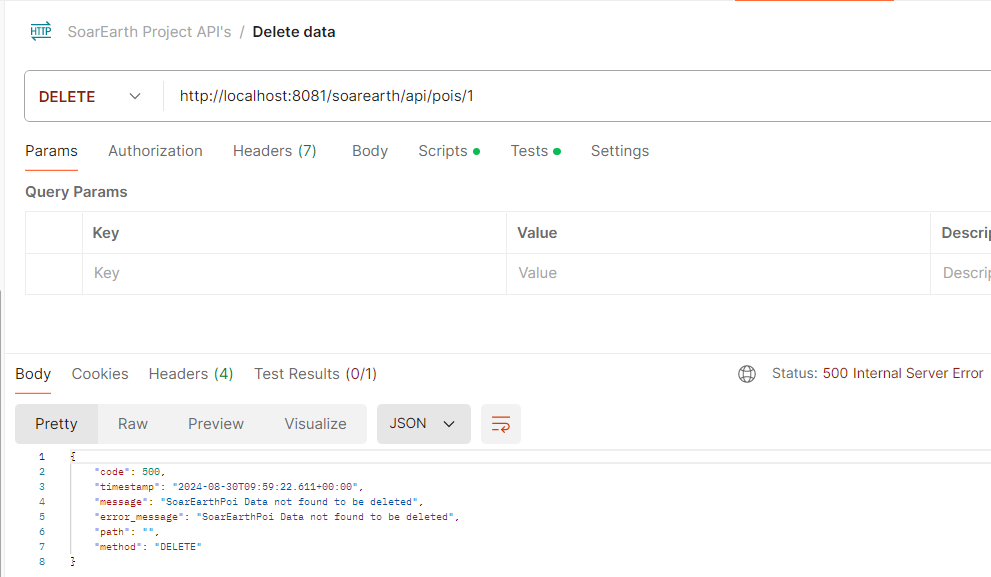 HTTP SoarEarth Project API's / Delete data
DELETE http://localhost:8081/soarearth/api/pois/1
Params Authorization Headers (7) Body Scripts Tests Settings
Query Params
Key Value Descrip
Key Value Descrip
Body Cookies Headers (4) Test Results (0/1) Status: 500 Internal Server Error
Pretty Raw Preview Visualize JSON
1 {
2 "code": 500,
3 "timestamp": "2024-08-30T09:59:22.611+00:00",
4 "message": "SoarEarthPoi Data not found to be deleted",
5 "error_message": "SoarEarthPoi Data not found to be deleted",
6 "path": "",
7 "method": "DELETE"
8 }